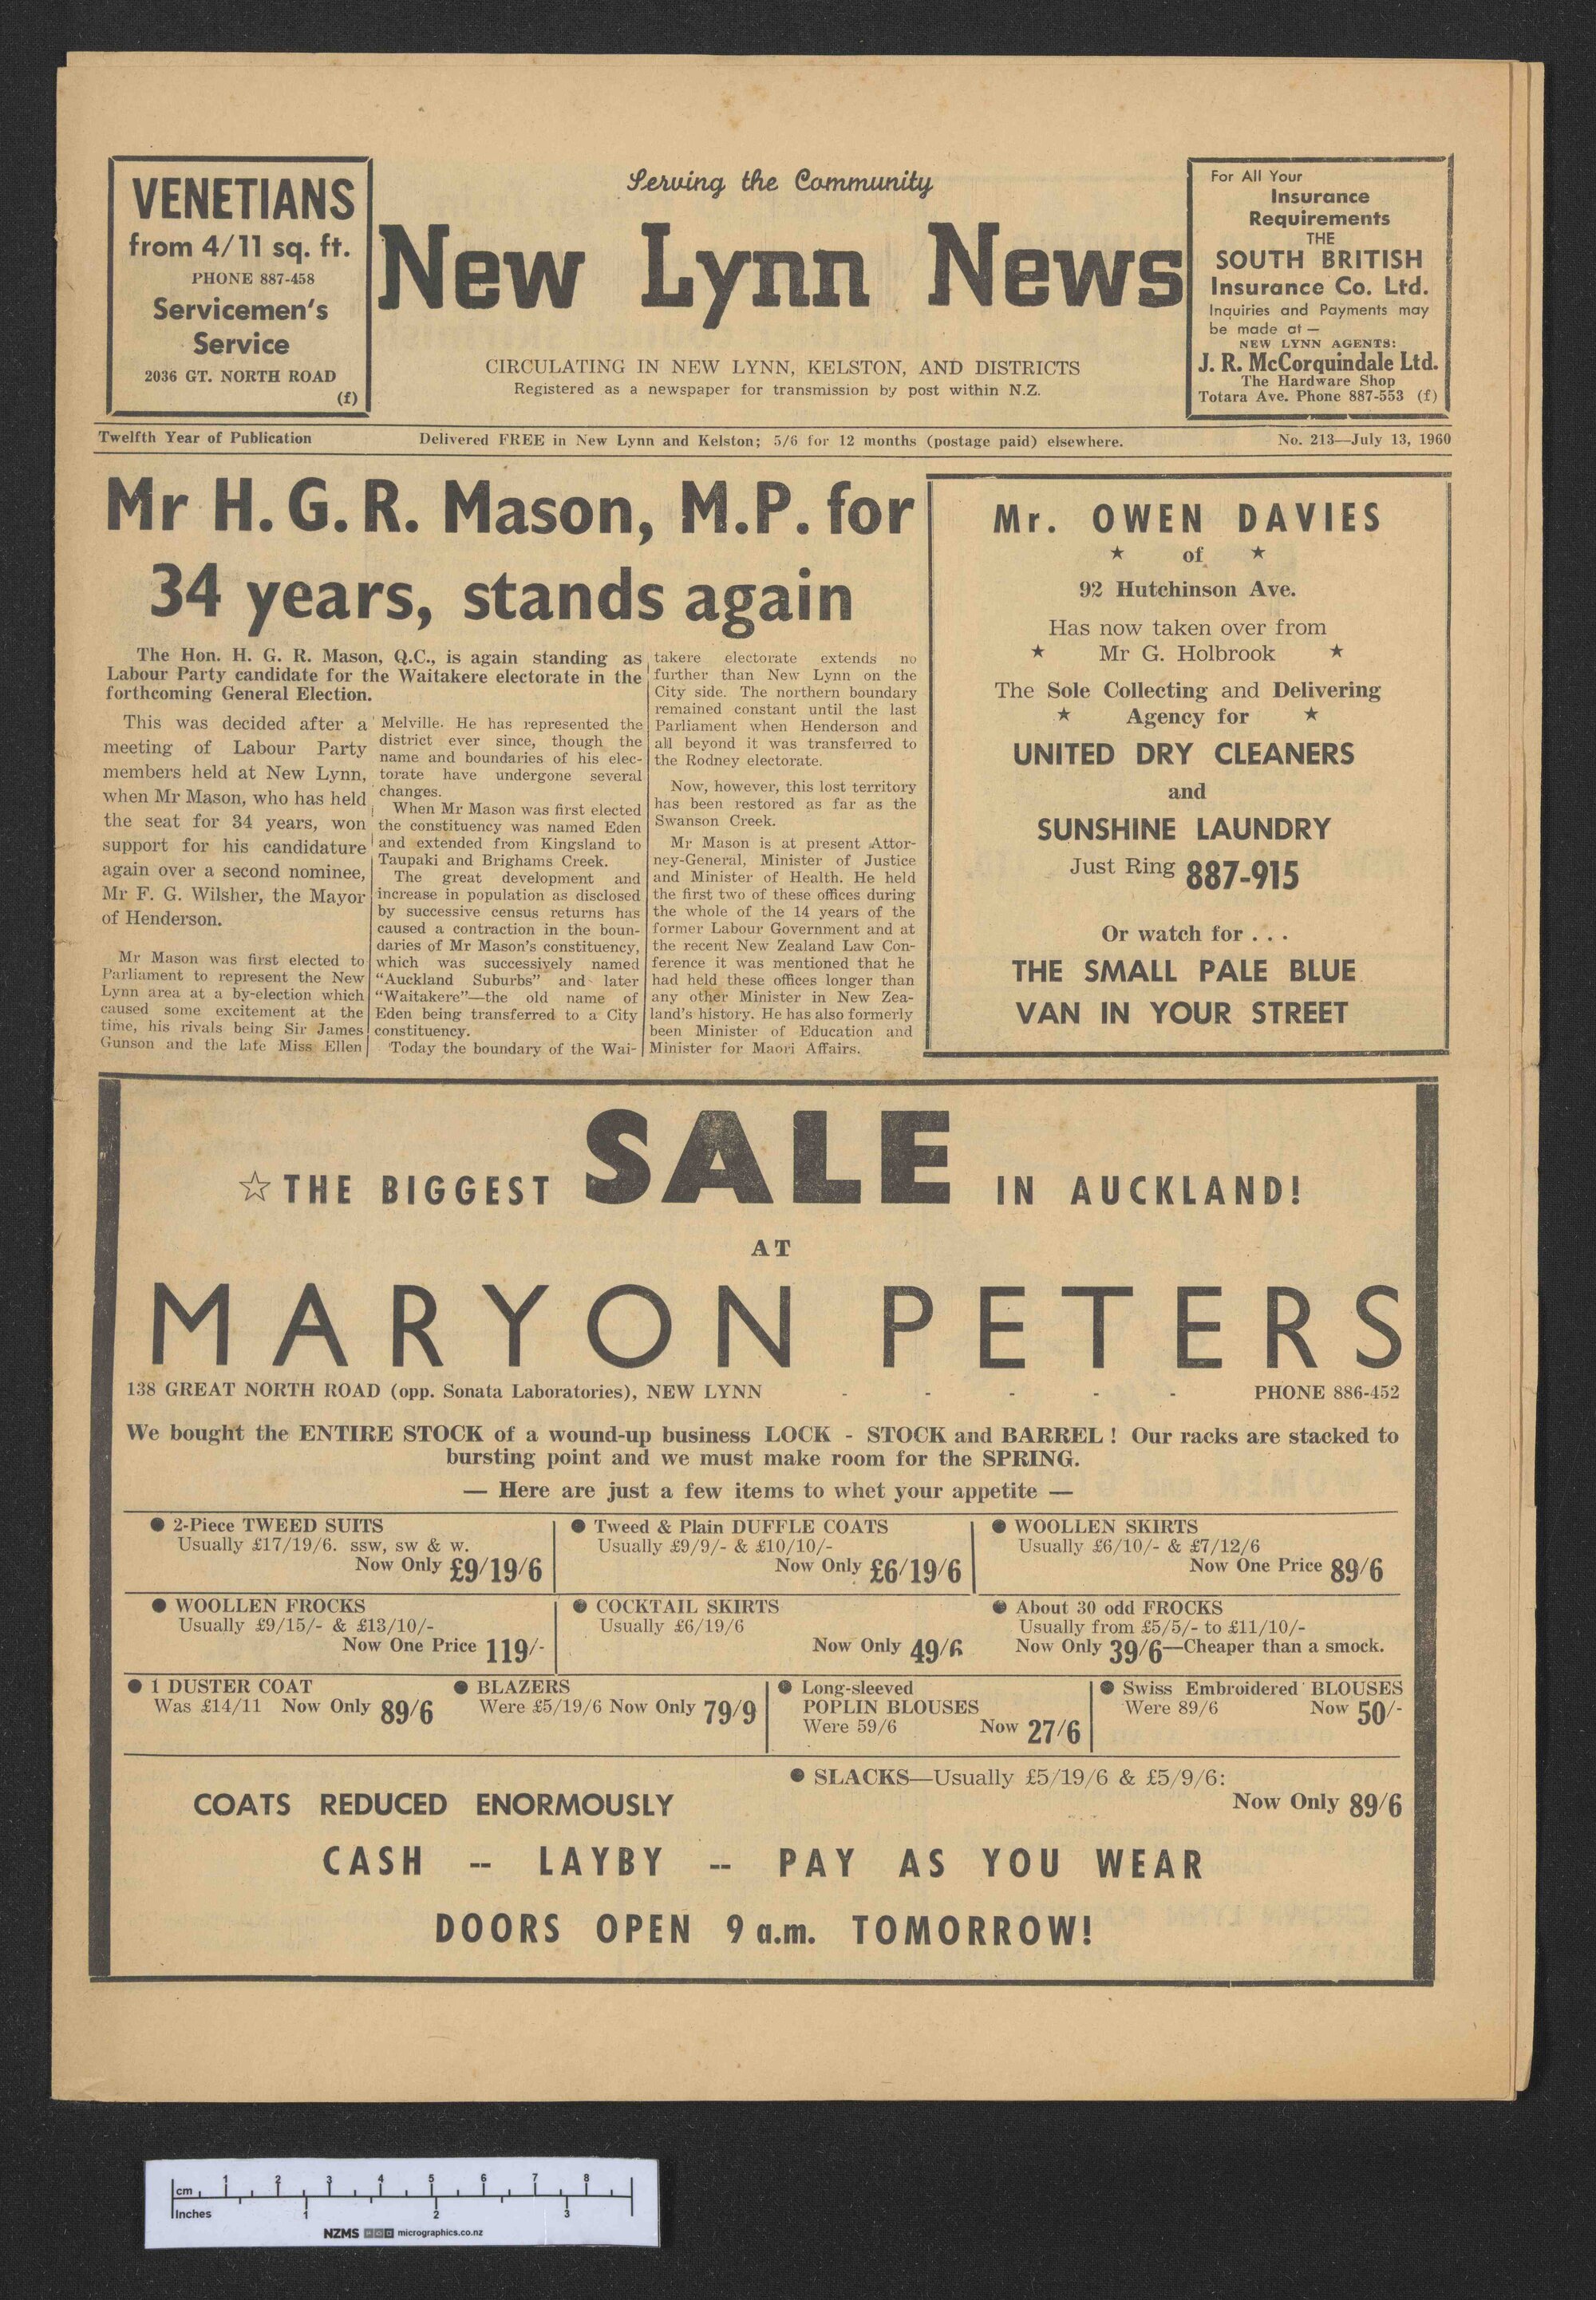 VENETIANS
from 4/11 sq. ft.
PHONE 887-458
Servicemen's
Service
2036 GT. NORTH ROAD
(f)
Serving the Community
New Lynn News
CIRCULATING IN NEW LYNN, KELSTON, AND DISTRICTS
Registered as a newspaper for transmission by post within N.Z.
For All Your
Insurance
Requirements
THE
SOUTH BRITISH
Insurance Co. Ltd.
Inquiries and Payments may
be made at —
NEW LYNN AGENTS:
J. R. McCorquindale Ltd.
The Hardware Shop
Totara Ave. Phone 887-553 (f)
Twelfth Year of Publication
Delivered FREE in New Lynn and Kelston; 5/6 for 12 months (postage paid) elsewhere.
No. 213—July 13, 1960
Mr H. G. R. Mason, M.P. for
34 years, stands again
The Hon. H. G. R. Mason, Q.C., is again standing as
Labour Party candidate for the Waitakere electorate in the
forthcoming General Election.
This was decided after a
meeting of Labour Party
members held at New Lynn,
when Mr Mason, who has held
the seat for 34 years, won
support for his candidature
again over a second nominee,
Mr F. G. Wilsher, the Mayor
of Henderson.
Mr Mason was first elected to
Parliament to represent the New
Lynn area at a by-election which
caused some excitement at the
time, his rivals being Sir James
Gunson and the late Miss Ellen
Melville. He has represented the
district ever since, though the
name and boundaries of his elec-
torate have undergone several
changes.
When Mr Mason was first elected
the constituency was named Eden
and extended from Kingsland to
Taupaki and Brighams Creek.
The great development and
increase in population as disclosed
by successive census returns has
caused a contraction in the boun-
daries of Mr Mason's constituency,
which was successively named
"Auckland Suburbs" and later
"Waitakere"—the old name of
Eden being transferred to a City
constituency.
Today the boundary of the Wai-
takere electorate extends no
further than New Lynn on the
City side. The northern boundary
remained constant until the last
Parliament when Henderson and
all beyond it was transferred to
the Rodney electorate.
Now, however, this lost territory
has been restored as far as the
Swanson Creek.
Mr Mason is at present Attor-
ney-General, Minister of Justice
and Minister of Health. He held
the first two of these offices during
the whole of the 14 years of the
former Labour Government and at
the recent New Zealand Law Con-
ference it was mentioned that he
had held these offices longer than
any other Minister in New Zea-
land's history. He has also formerly
been Minister of Education and
Minister for Maori Affairs.
Mr. OWEN DAVIES
★ of ★
92 Hutchinson Ave.
Has now taken over from
★ Mr G. Holbrook ★
The Sole Collecting and Delivering
★ Agency for ★
UNITED DRY CLEANERS
and
SUNSHINE LAUNDRY
Just Ring 887-915
Or watch for . . .
THE SMALL PALE BLUE
VAN IN YOUR STREET
☆ THE BIGGEST SALE IN AUCKLAND!
AT
MARYON PETERS
138 GREAT NORTH ROAD (opp. Sonata Laboratories), NEW LYNN - - - - - PHONE 886-452
We bought the ENTIRE STOCK of a wound-up business LOCK - STOCK and BARREL! Our racks are stacked to
bursting point and we must make room for the SPRING.
— Here are just a few items to whet your appetite —
● 2-Piece TWEED SUITS
Usually £17/19/6. ssw, sw & w.
Now Only £9/19/6
● Tweed & Plain DUFFLE COATS
Usually £9/9/- & £10/10/-
Now Only £6/19/6
● WOOLLEN SKIRTS
Usually £6/10/- & £7/12/6
Now One Price 89/6
● WOOLLEN FROCKS
Usually £9/15/- & £13/10/-
Now One Price 119/-
● COCKTAIL SKIRTS
Usually £6/19/6
Now Only 49/6
● About 30 odd FROCKS
Usually from £5/5/- to £11/10/-
Now Only 39/6—Cheaper than a smock.
● 1 DUSTER COAT
Was £14/11 Now Only 89/6
● BLAZERS
Were £5/19/6 Now Only 79/9
● Long-sleeved
POPLIN BLOUSES
Were 59/6 Now 27/6
● Swiss Embroidered BLOUSES
Were 89/6 Now 50/-
COATS REDUCED ENORMOUSLY
● SLACKS—Usually £5/19/6 & £5/9/6:
Now Only 89/6
CASH -- LAYBY -- PAY AS YOU WEAR
DOORS OPEN 9 a.m. TOMORROW!
cm 1 2 3 4 5 6 7 8
Inches 1 2 3
NZMS micrographics.co.nz